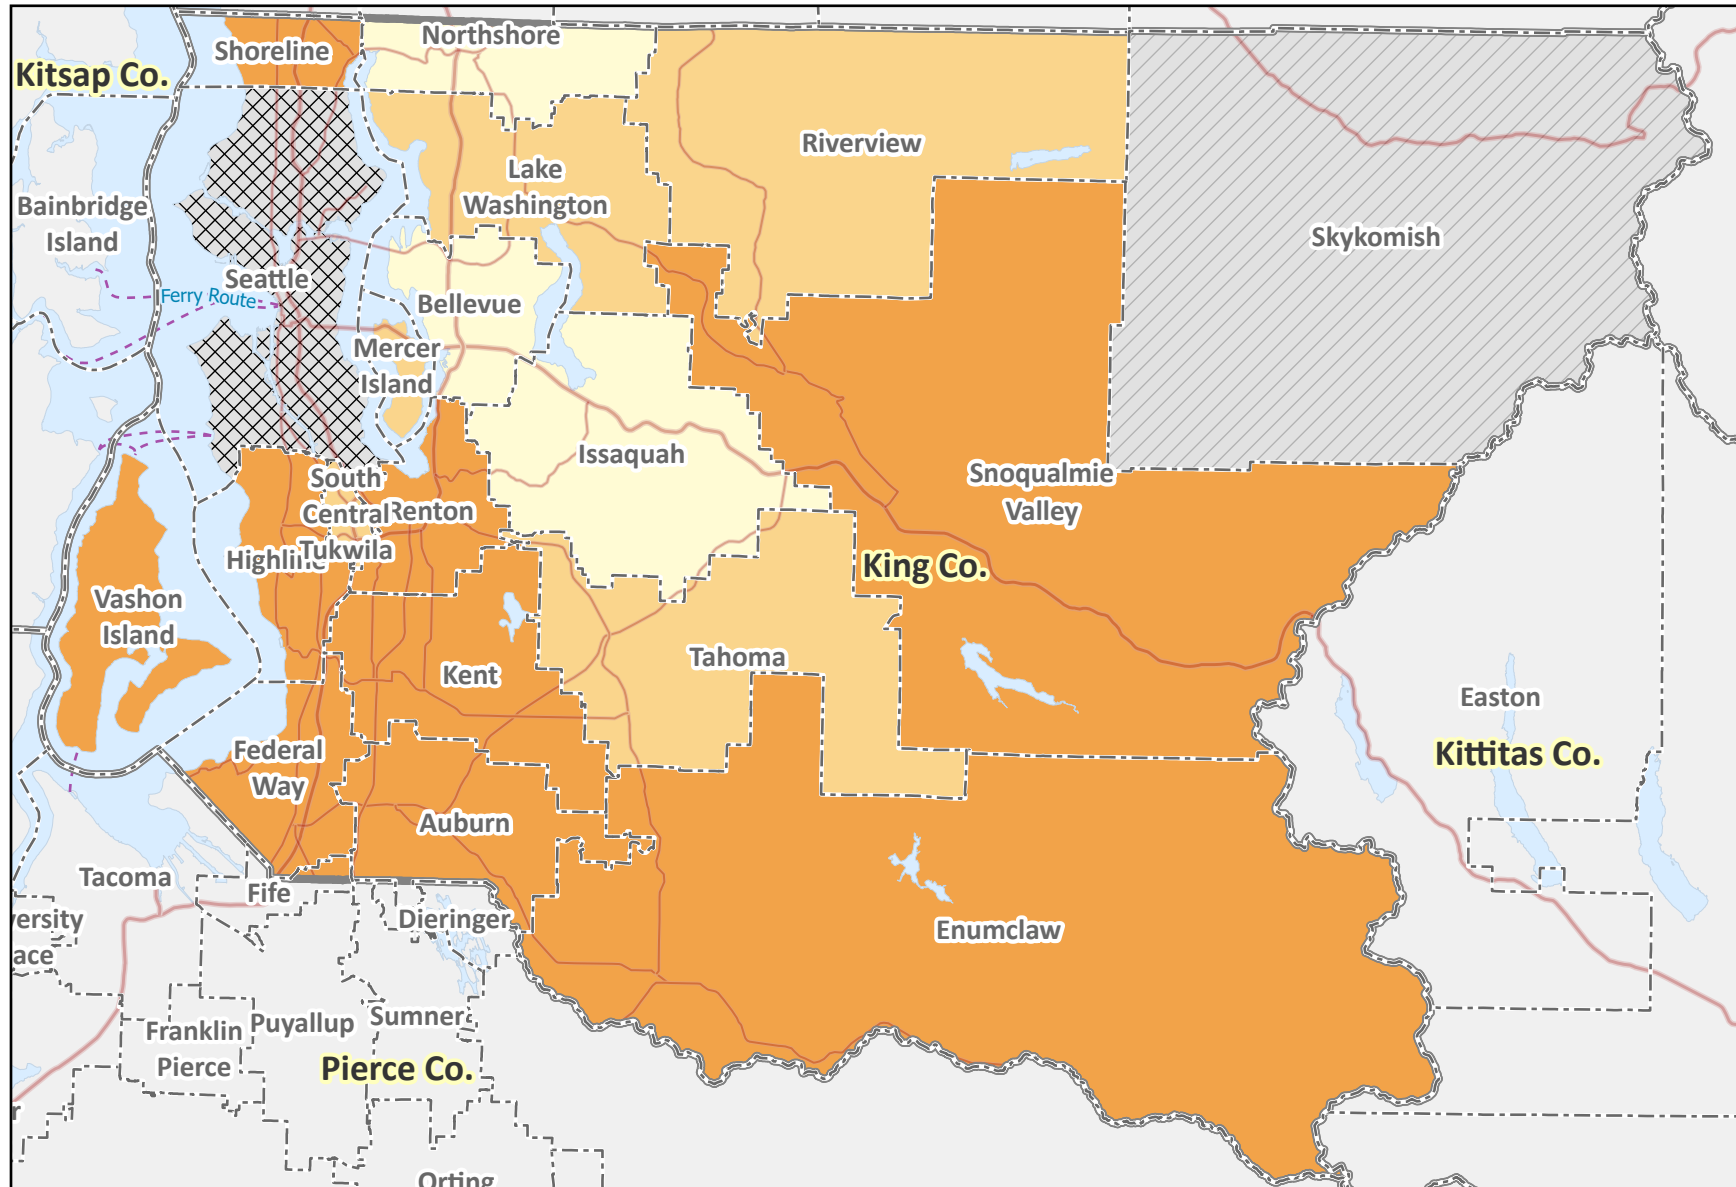 Northshore
Shoreline
Kitsap Co.
Riverview
Lake
Washington
Bainbridge
Island
Skykomish
Seattle
Ferry Route
Bellevue
Mercer
Island
Issaquah
South
Central
Tukwila
Renton
Snoqualmie
Valley
Highline
King Co.
Vashon
Island
Tahoma
Kent
Easton
Kittitas Co.
Federal
Way
Auburn
Tacoma
Fife
Dieringer
versity
ace
Enumclaw
Franklin
Pierce
Puyallup
Sumner
Pierce Co.
r
Orting